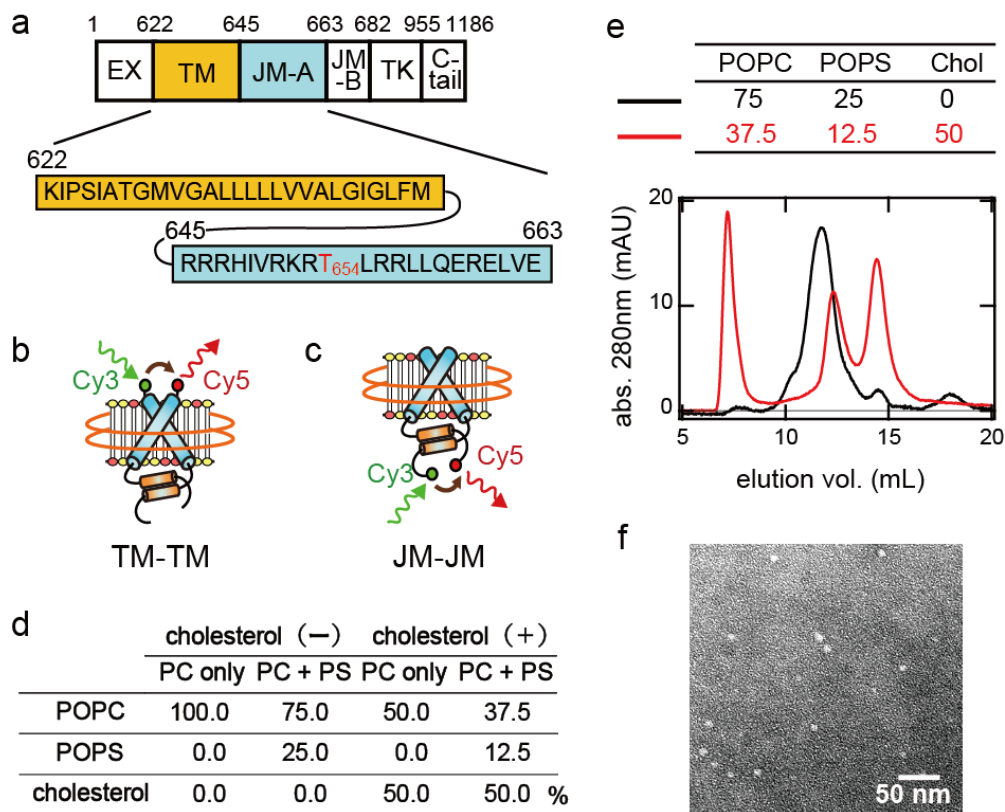 a
1 622 645 663 682 955 1186
EX TM JM-A JM-B TK C-tail
622
KIPSIATGMVGALLLLLVVALGIGLFM
645 663
RRRHIVRKRT654LRRLLQERELVE
b
Cy3 Cy5
TM-TM
c
Cy3 Cy5
JM-JM
d
cholesterol (−) cholesterol (+)
PC only PC + PS PC only PC + PS
POPC 100.0 75.0 50.0 37.5
POPS 0.0 25.0 0.0 12.5
cholesterol 0.0 0.0 50.0 50.0 %
e
POPC POPS Chol
75 25 0
37.5 12.5 50
abs. 280nm (mAU)
20
10
0
5 10 15 20
elution vol. (mL)
f
50 nm